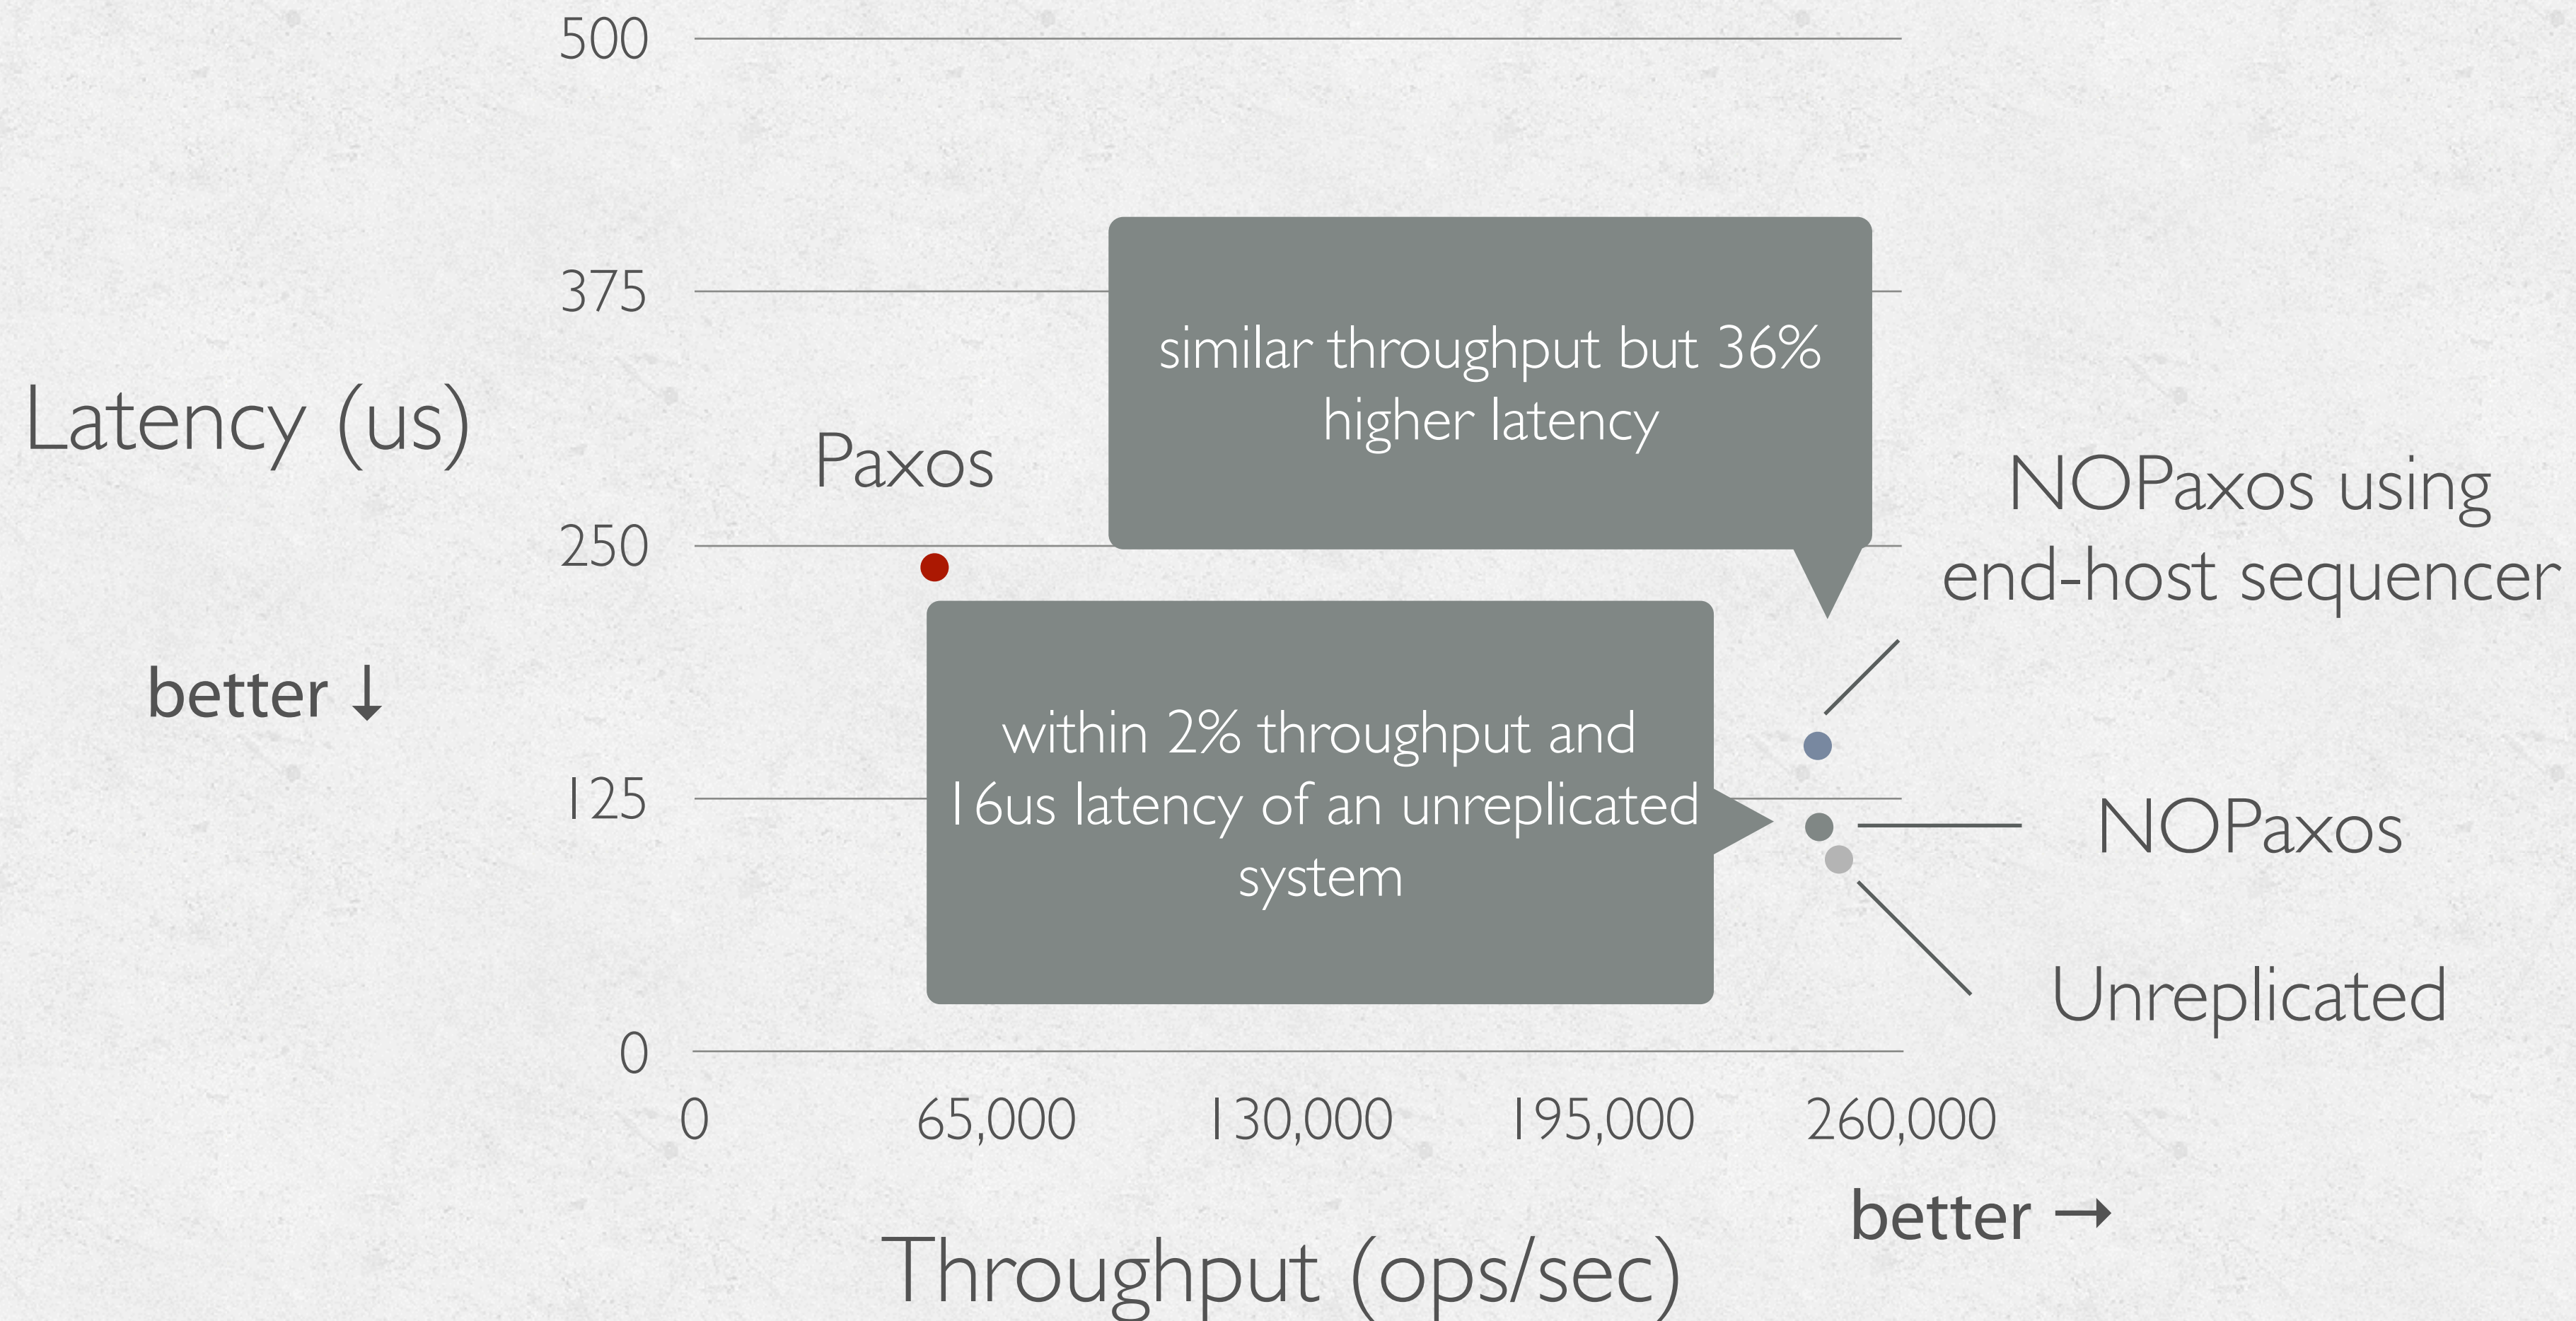 500
375
similar throughput but 36%
higher latency
Latency (us)
Paxos
NOPaxos using
end-host sequencer
250
better ↓
within 2% throughput and
16us latency of an unreplicated
system
125
NOPaxos
Unreplicated
0
0 65,000 130,000 195,000 260,000
better →
Throughput (ops/sec)